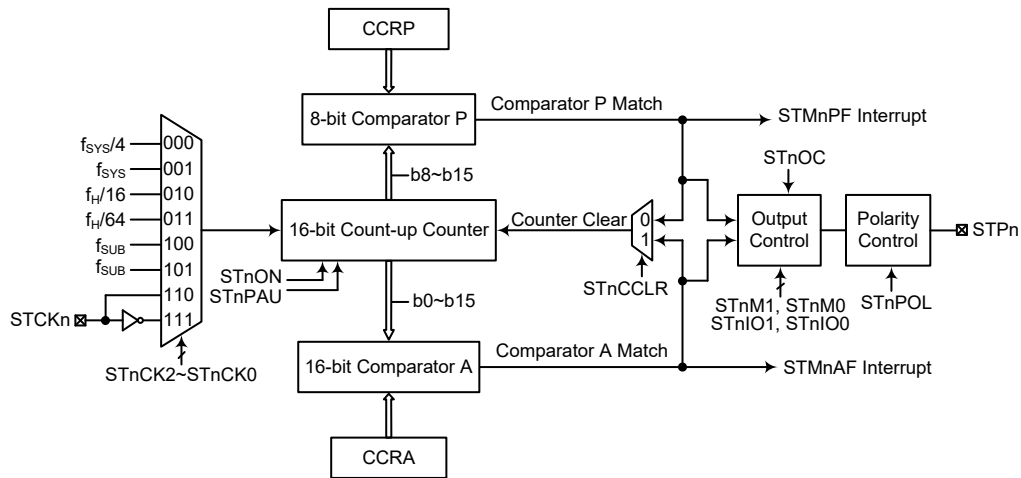 CCRP
8-bit Comparator P
Comparator P Match
STMnPF Interrupt
b8~b15
fSYS/4
000
fSYS
001
fH/16
010
fH/64
011
fSUB
100
fSUB
101
110
111
STCKn
STnCK2~STnCK0
16-bit Count-up Counter
STnON
STnPAU
Counter Clear
0
1
STnCCLR
STnOC
Output
Control
Polarity
Control
STPn
STnM1, STnM0
STnIO1, STnIO0
STnPOL
b0~b15
16-bit Comparator A
Comparator A Match
STMnAF Interrupt
CCRA